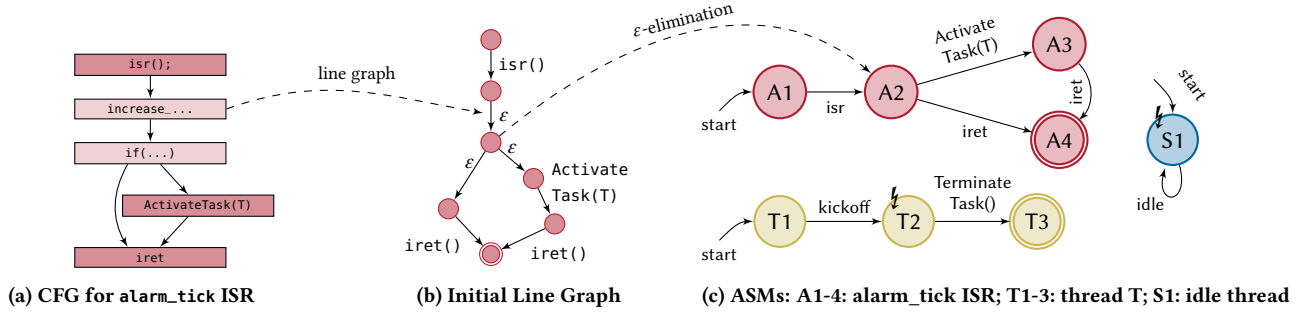 isr();
increase_...
if(...)
ActivateTask(T)
iret
(a) CFG for alarm_tick ISR
line graph
isr()
ε
ε
ε
Activate
Task(T)
iret()
iret()
(b) Initial Line Graph
ε-elimination
start
A1
isr
A2
Activate
Task(T)
A3
iret
iret
A4
start
T1
kickoff
T2
Terminate
Task()
T3
start
S1
idle
(c) ASMs: A1-4: alarm_tick ISR; T1-3: thread T; S1: idle thread